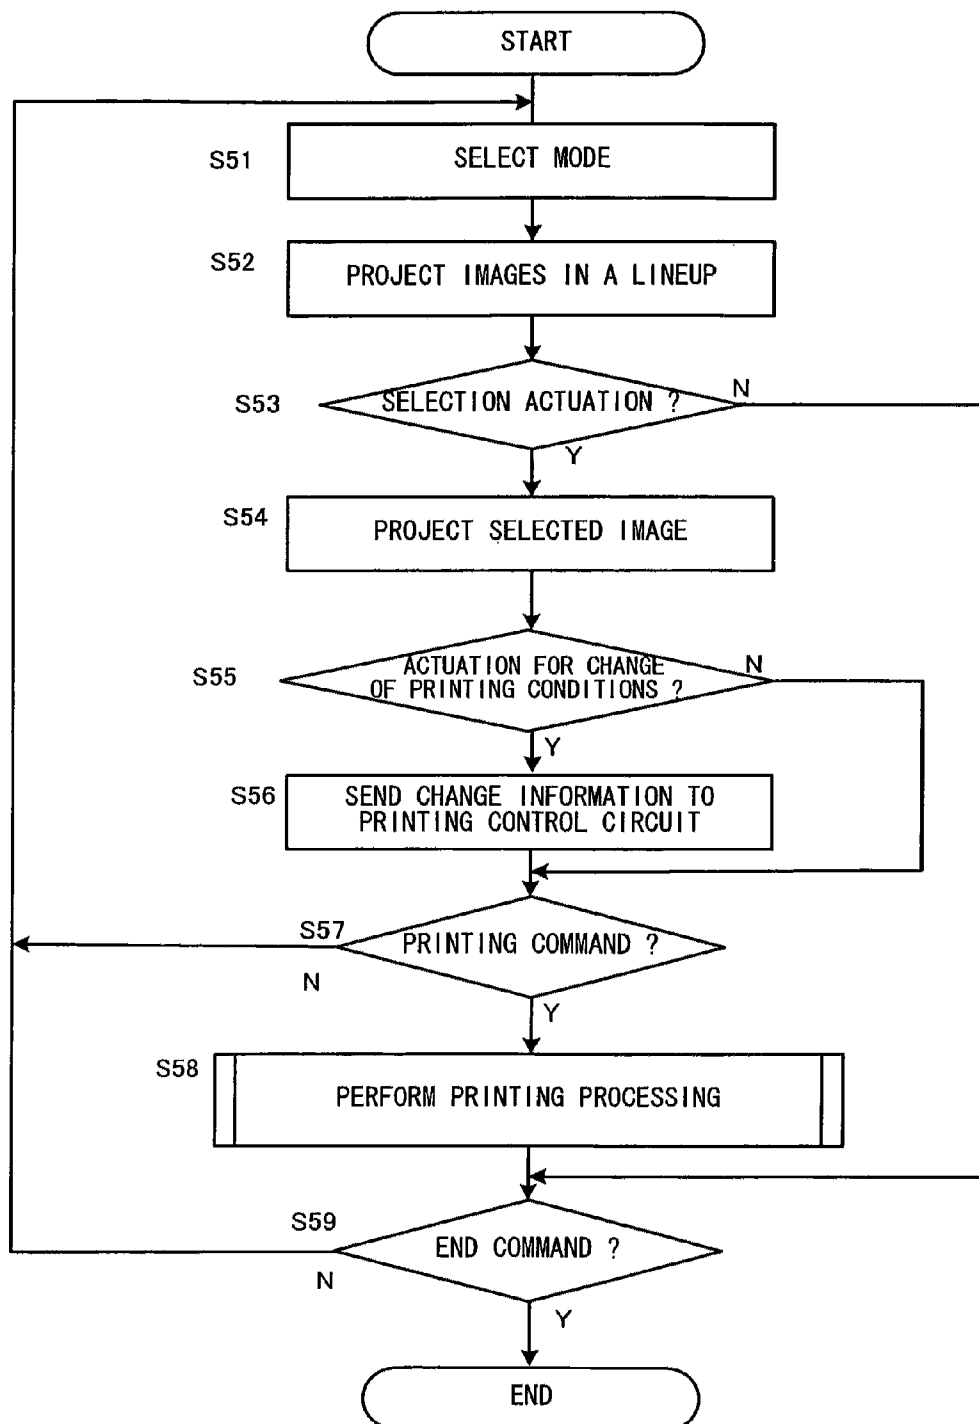 START
S51
SELECT MODE
S52
PROJECT IMAGES IN A LINEUP
S53
SELECTION ACTUATION ?
N
Y
S54
PROJECT SELECTED IMAGE
S55
ACTUATION FOR CHANGE
OF PRINTING CONDITIONS ?
N
Y
S56
SEND CHANGE INFORMATION TO
PRINTING CONTROL CIRCUIT
S57
PRINTING COMMAND ?
N
Y
S58
PERFORM PRINTING PROCESSING
S59
END COMMAND ?
N
Y
END